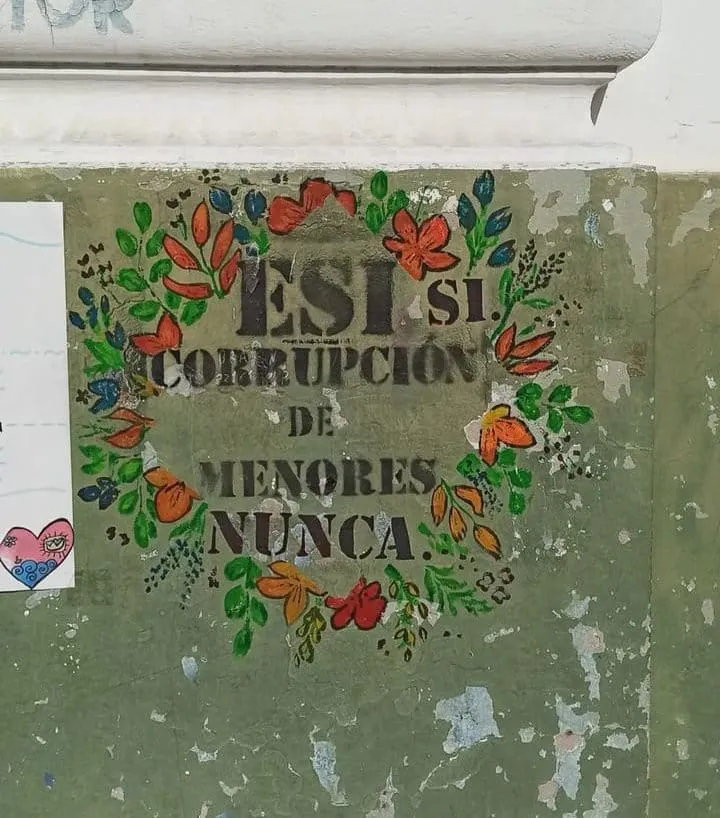 ESI SI.
CORRUPCIÓN
DE
MENORES
NUNCA.